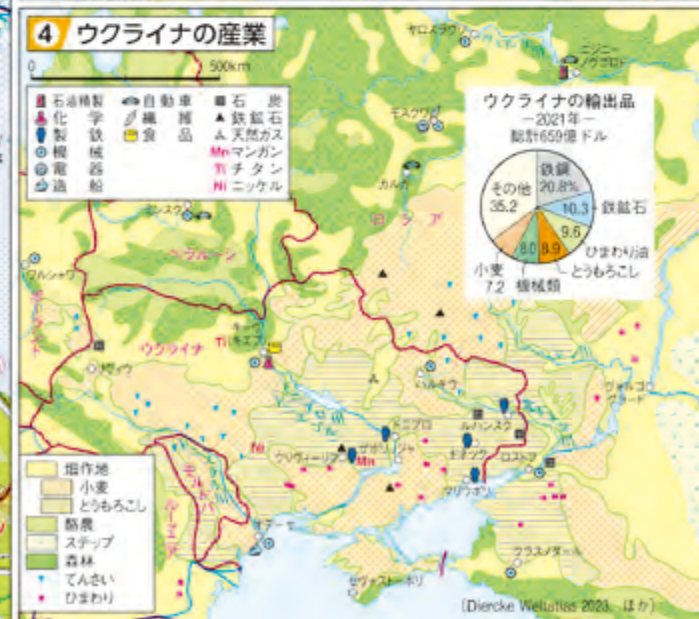 4 ウクライナの産業
0 500km
石油精製 自動車 石炭
化学 繊維 鉄鉱石
製鉄 食品 天然ガス
機械 Mn マンガン
電器 Ti チタン
造船 Ni ニッケル
ウクライナの輸出品
－2021年－
総計659億ドル
鉄鋼
20.8%
10.3
鉄鉱石
9.6
ひまわり油
8.9
とうもろこし
8.0
機械類
小麦
7.2
その他
35.2
ヤロスラヴリ
ニジニー
ノヴゴロド
モスクワ
カルガ
ロシア
ミンスク
ベラルーシ
ワルシャワ
ポーランド
キーウ
キエフ
Ti
ウクライナ
リヴィウ
ハルキウ
ヴォルゴ
グラード
ドニプロ
ルハンスク
Ni
クリヴィーリフ
ザポリッジャ
Mn
ドネツク
ロストフ
マリウポリ
モルドバ
ルーマニア
オデーサ
クラスノダール
セヴァストーポリ
畑作地
小麦
とうもろこし
酪農
ステップ
森林
てんさい
ひまわり
〔Diercke Weltatlas 2023, ほか〕